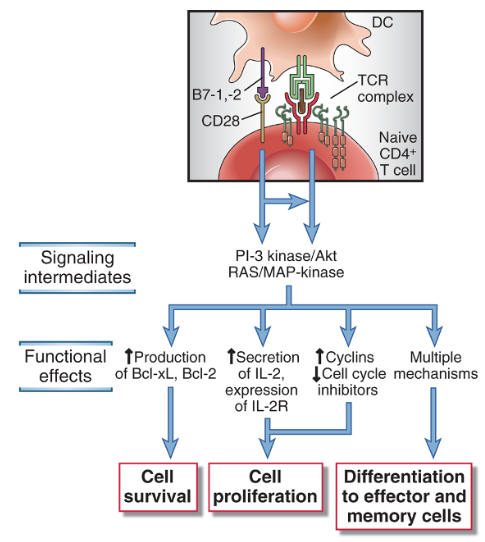 DC
B7-1,-2
TCR
complex
CD28
Naive
CD4+
T cell
Signaling
intermediates
PI-3 kinase/Akt
RAS/MAP-kinase
Functional
effects
↑Production
of Bcl-xL, Bcl-2
↑Secretion
of IL-2,
expression
of IL-2R
↑Cyclins
↓Cell cycle
inhibitors
Multiple
mechanisms
Cell
survival
Cell
proliferation
Differentiation
to effector and
memory cells